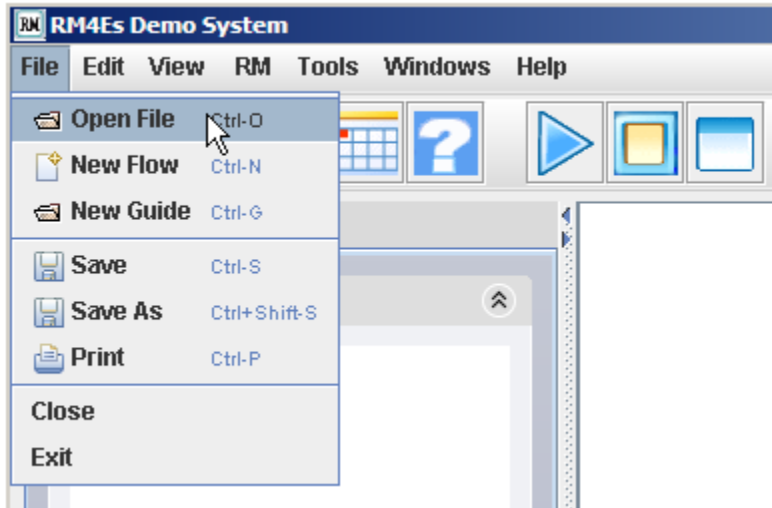 RM RM4Es Demo System
File Edit View RM Tools Windows Help
Open File Ctrl-O
New Flow Ctrl-N
New Guide Ctrl-G
Save Ctrl-S
Save As Ctrl+Shift-S
Print Ctrl-P
Close
Exit